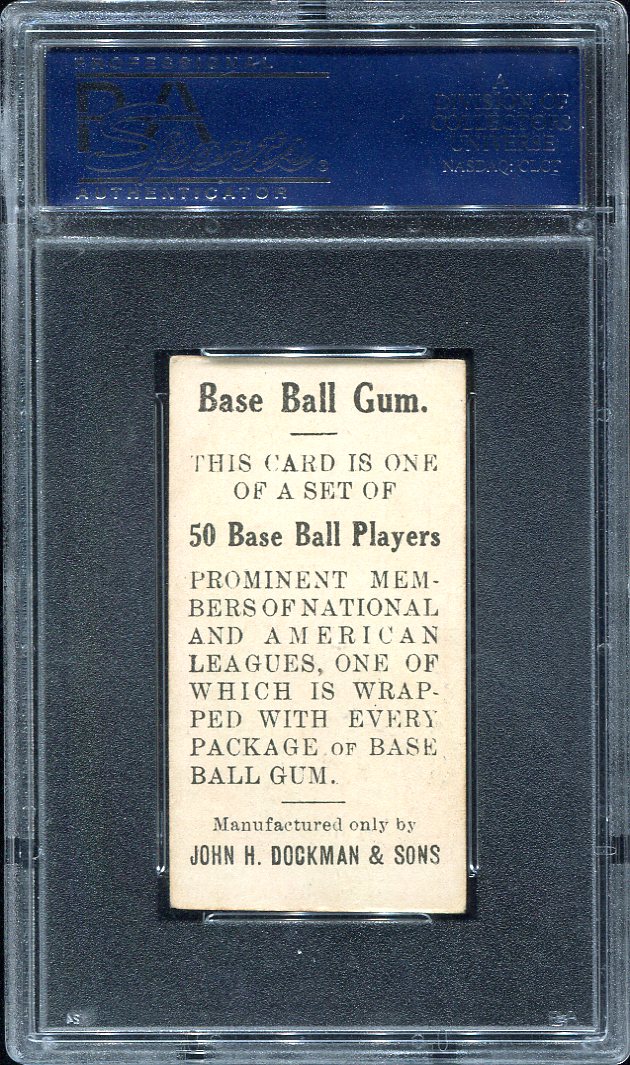 PROFESSIONAL
PSA
Sports
AUTHENTICATOR
A
DIVISION OF
COLLECTORS
UNIVERSE
NASDAQ: CLCT
Base Ball Gum.
THIS CARD IS ONE
OF A SET OF
50 Base Ball Players
PROMINENT MEM-
BERS OF NATIONAL
AND AMERICAN
LEAGUES, ONE OF
WHICH IS WRAP-
PED WITH EVERY
PACKAGE OF BASE
BALL GUM.
Manufactured only by
JOHN H. DOCKMAN & SONS